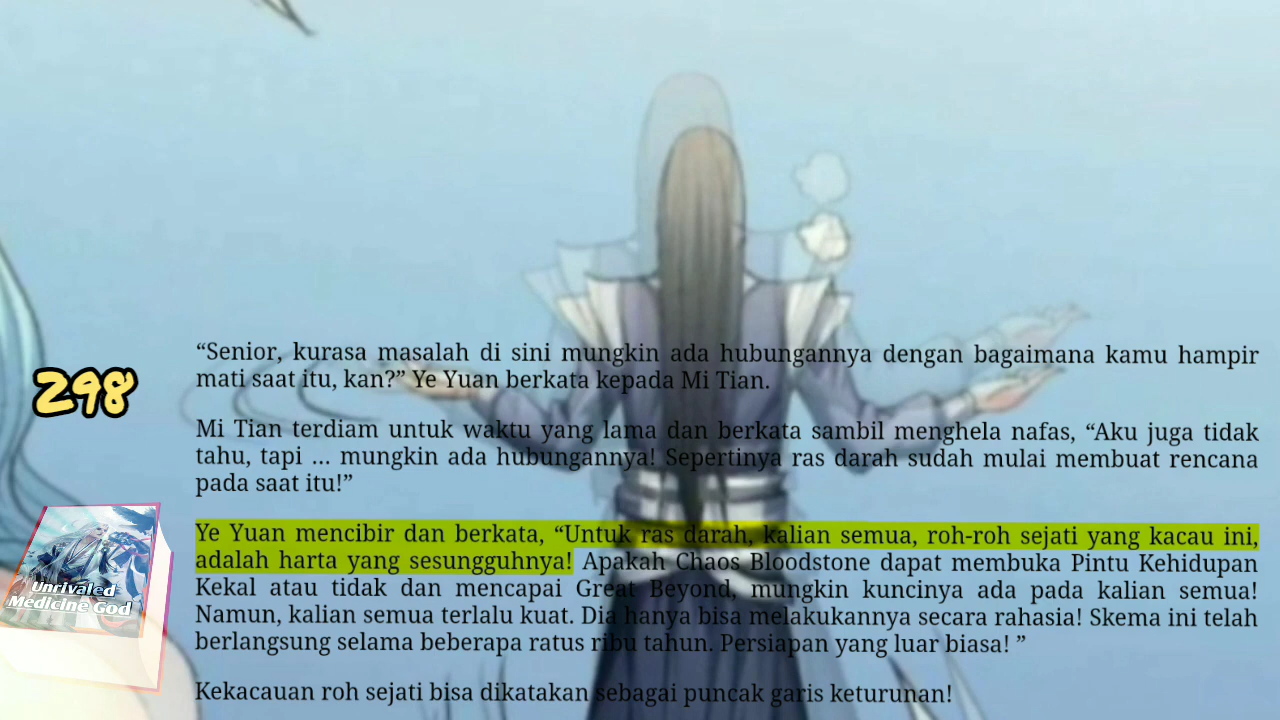 “Senior, kurasa masalah di sini mungkin ada hubungannya dengan bagaimana kamu hampir
mati saat itu, kan?” Ye Yuan berkata kepada Mi Tian.
Mi Tian terdiam untuk waktu yang lama dan berkata sambil menghela nafas, “Aku juga tidak
tahu, tapi ... mungkin ada hubungannya! Sepertinya ras darah sudah mulai membuat rencana
pada saat itu!”
Ye Yuan mencibir dan berkata, “Untuk ras darah, kalian semua, roh-roh sejati yang kacau ini,
adalah harta yang sesungguhnya! Apakah Chaos Bloodstone dapat membuka Pintu Kehidupan
Kekal atau tidak dan mencapai Great Beyond, mungkin kuncinya ada pada kalian semua!
Namun, kalian semua terlalu kuat. Dia hanya bisa melakukannya secara rahasia! Skema ini telah
berlangsung selama beberapa ratus ribu tahun. Persiapan yang luar biasa! ”
Kekacauan roh sejati bisa dikatakan sebagai puncak garis keturunan!
298
Unrivaled
Medicine God